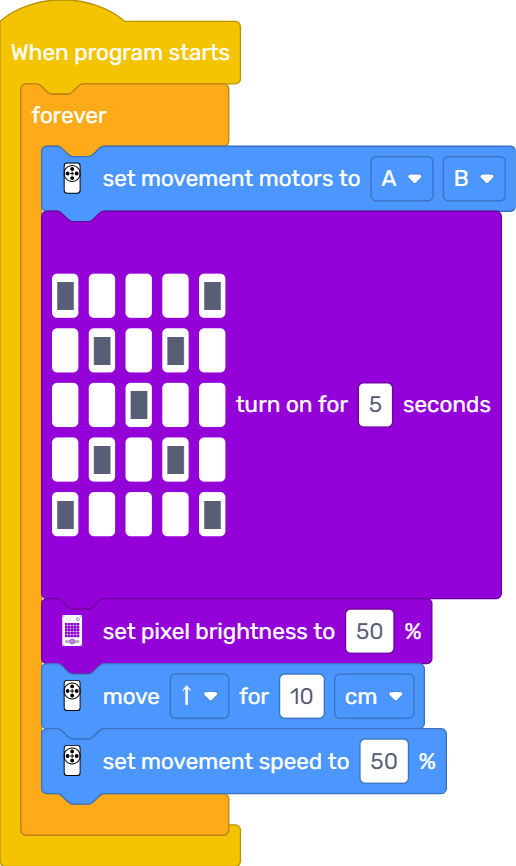 When program starts
forever
set movement motors to A B
turn on for 5 seconds
set pixel brightness to 50 %
move ↑ for 10 cm
set movement speed to 50 %